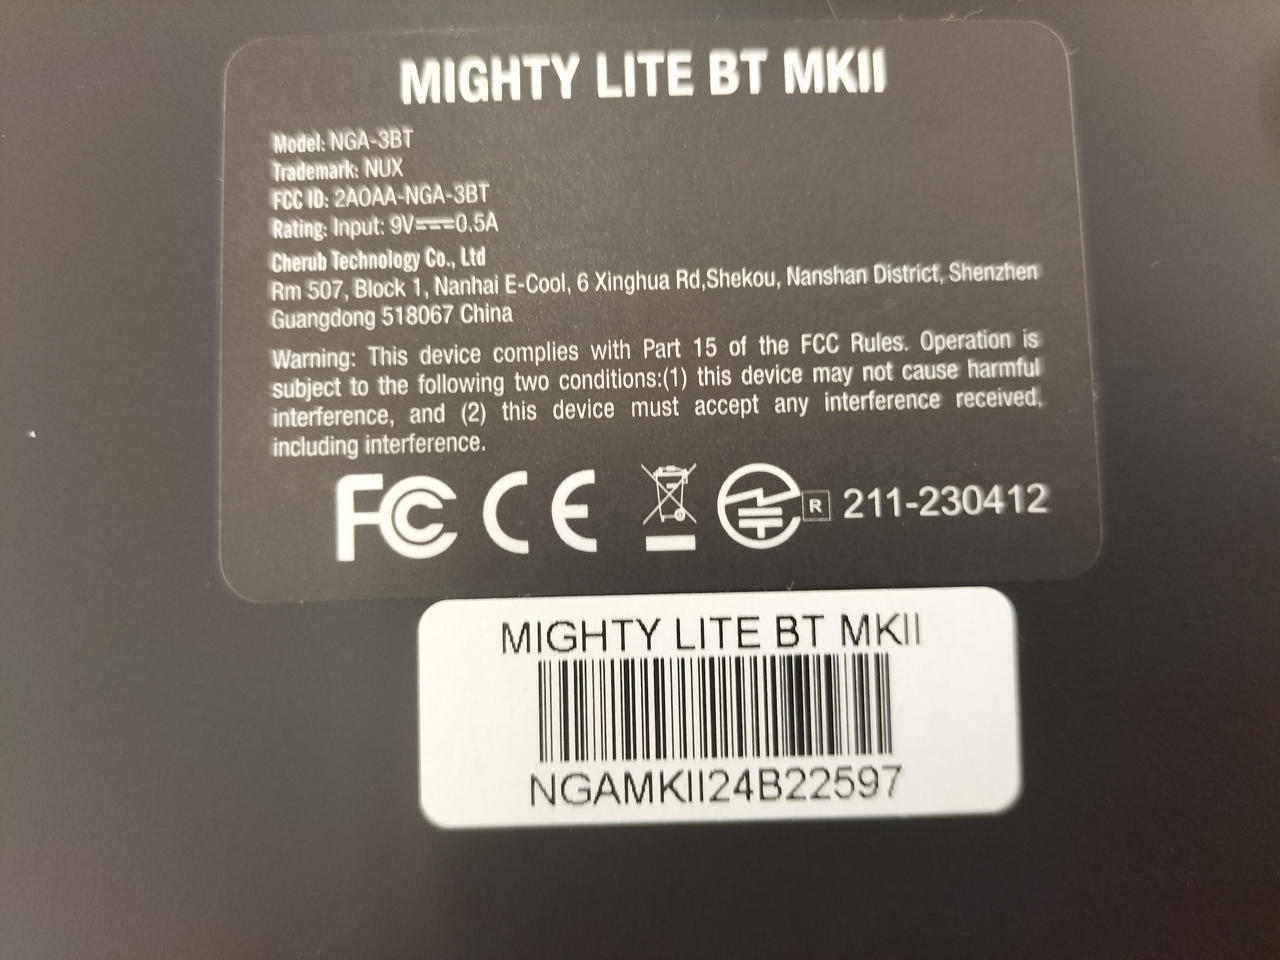 MIGHTY LITE BT MKII
Model: NGA-3BT
Trademark: NUX
FCC ID: 2AOAA-NGA-3BT
Rating: Input: 9V⎓0.5A
Cherub Technology Co., Ltd
Rm 507, Block 1, Nanhai E-Cool, 6 Xinghua Rd,Shekou, Nanshan District, Shenzhen
Guangdong 518067 China
Warning: This device complies with Part 15 of the FCC Rules. Operation is
subject to the following two conditions:(1) this device may not cause harmful
interference, and (2) this device must accept any interference received,
including interference.
FC CE R 211-230412
MIGHTY LITE BT MKII
NGAMKII24B22597